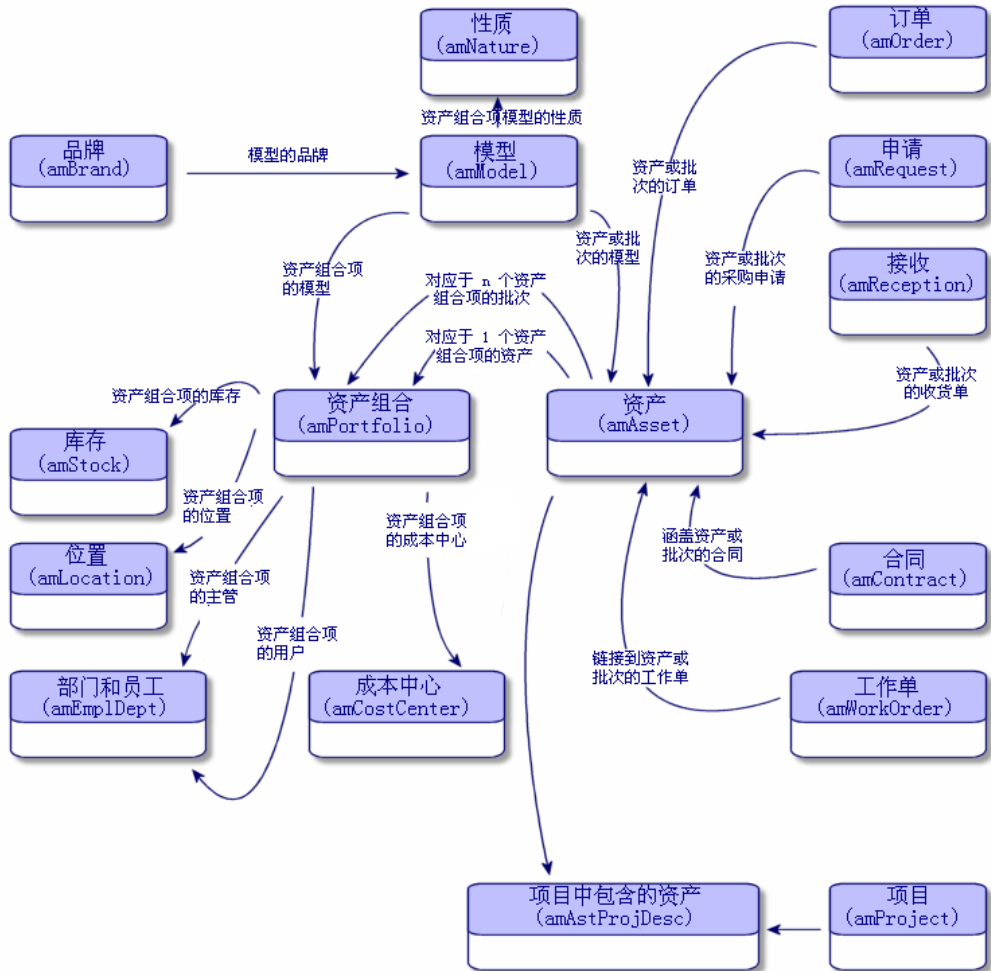 性质
(amNature)
订单
(amOrder)
资产组合项模型的性质
品牌
(amBrand)
模型的品牌
模型
(amModel)
资产或批
次的订单
申请
(amRequest)
资产组合项
的模型
资产或批
次的模型
资产或批次
的采购申请
接收
(amReception)
对应于 n 个资产
组合项的批次
对应于 1 个资产
组合项的资产
资产或批次
的收货单
资产组合项的库存
资产组合
(amPortfolio)
资产
(amAsset)
库存
(amStock)
资产组合项
的位置
资产组合项
的成本中心
涵盖资产或
批次的合同
位置
(amLocation)
资产组合项
的主管
合同
(amContract)
资产组合项
的用户
链接到资产或
批次的工作单
部门和员工
(amEmplDept)
成本中心
(amCostCenter)
工作单
(amWorkOrder)
项目中包含的资产
(amAstProjDesc)
项目
(amProject)